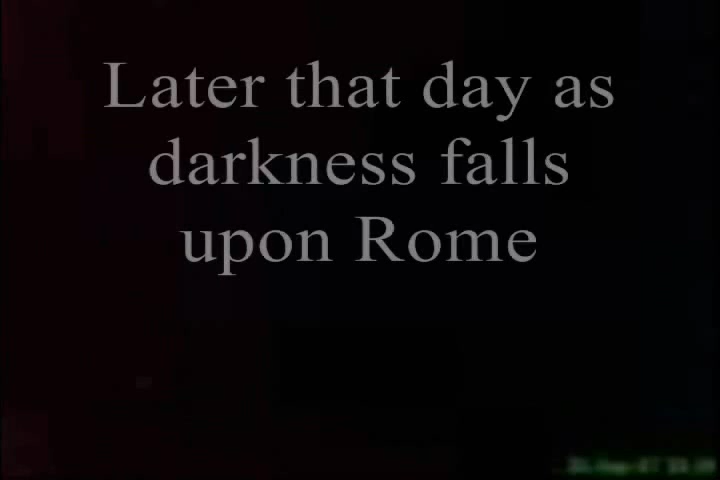 Later that day as
darkness falls
upon Rome